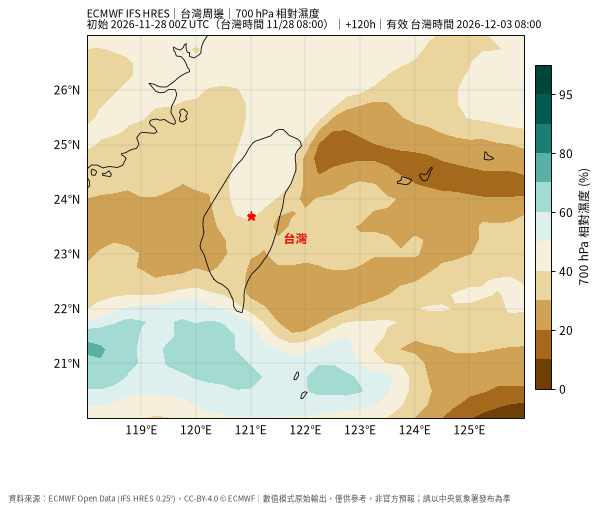 ECMWF IFS HRES｜台灣周邊｜700 hPa 相對濕度
初始 2026-11-28 00Z UTC（台灣時間 11/28 08:00）｜+120h｜有效 台灣時間 2026-12-03 08:00
26°N
25°N
24°N
23°N
22°N
21°N
台灣
119°E 120°E 121°E 122°E 123°E 124°E 125°E
95
80
60
40
20
0
700 hPa 相對濕度 (%)
資料來源：ECMWF Open Data (IFS HRES 0.25°)，CC-BY-4.0 © ECMWF｜數值模式原始輸出，僅供參考，非官方預報；請以中央氣象署發布為準